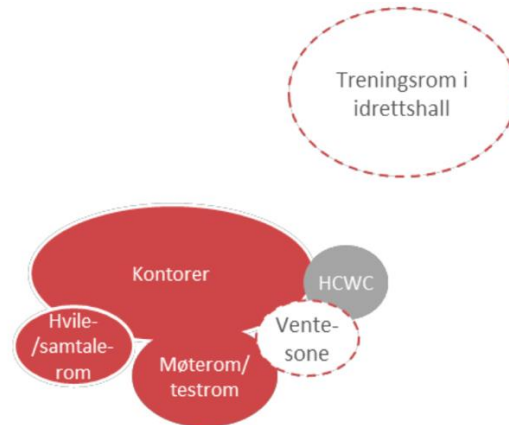 Treningsrom i
idrettshall
Kontorer
HCWC
Hvile-
/samtale-
rom
Vente-
sone
Møterom/
testrom